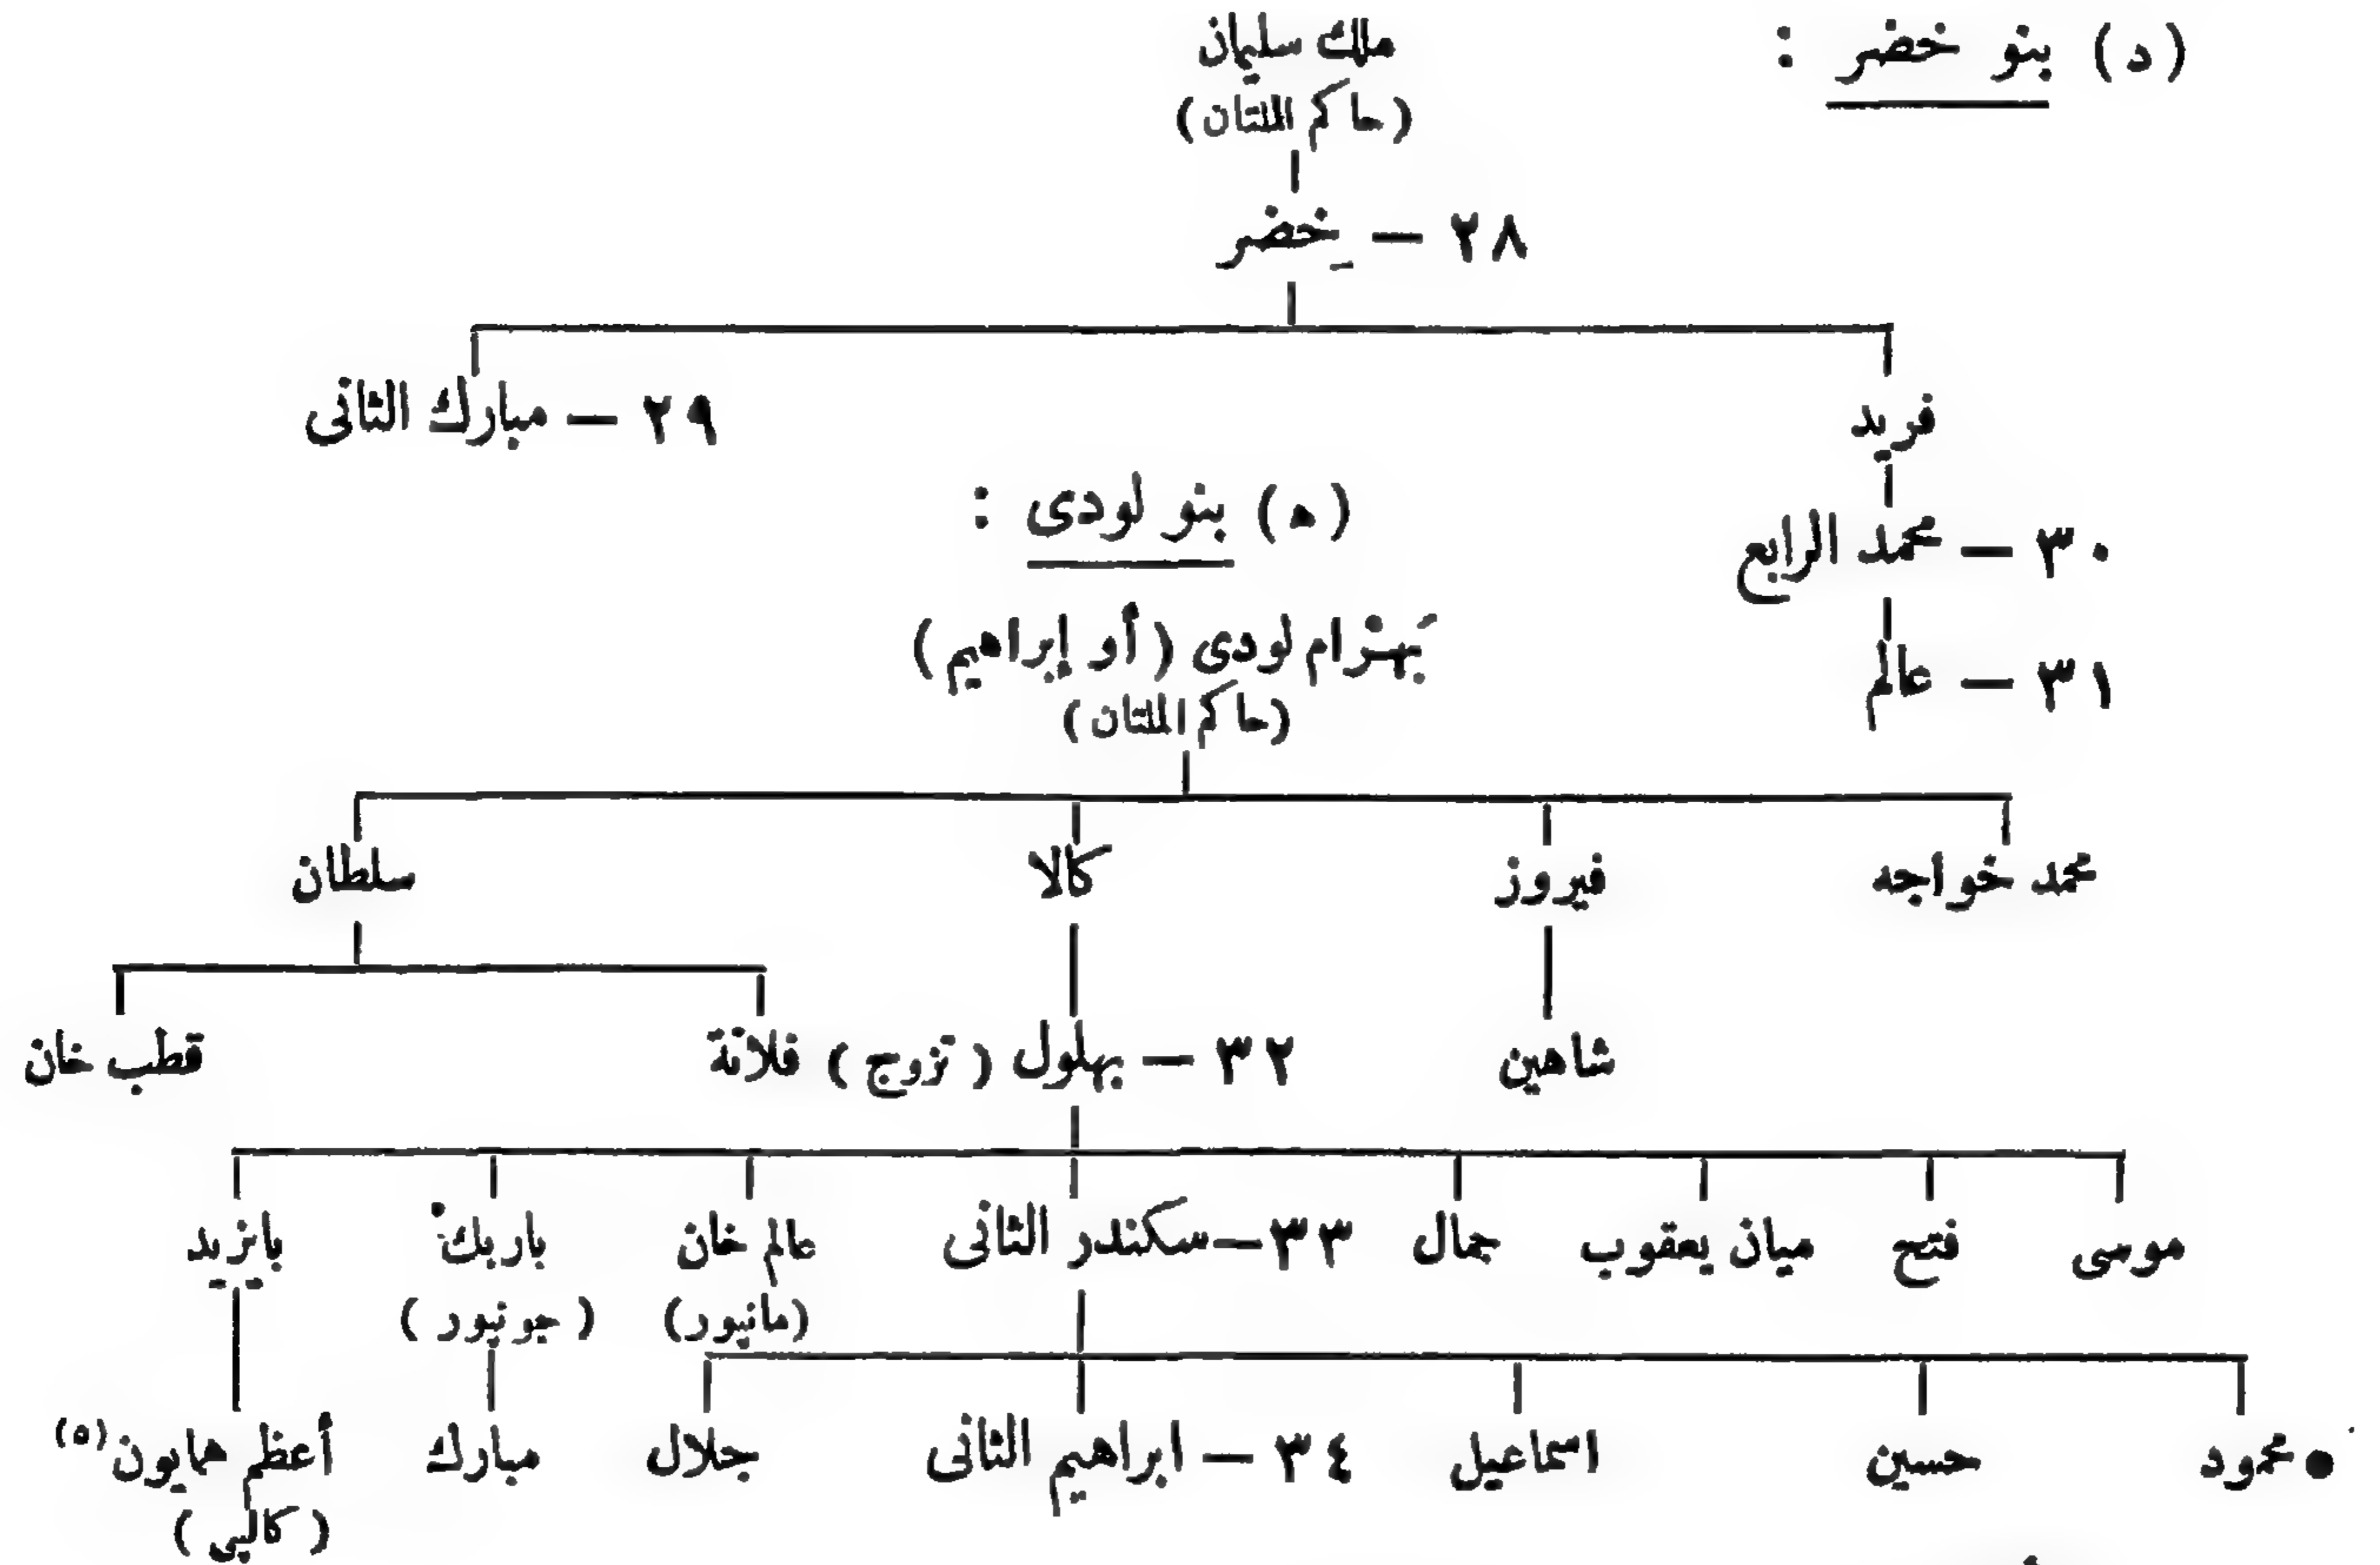 (د) بنو خضر :
ملك سليمان
(حاكم الملتان)
٢٨ — خضر
٢٩ — مبارك الثانى
فريد
٣٠ — محمد الرابع
٣١ — عالم
(ه) بنو لودى :
بَهرام لودى (أو إبراهيم)
(حاكم الملتان)
محمد خواجه فيروز كالا سلطان
شاهين ٣٢ — بهلول (تزوج) فلانة قطب خان
موسى فتح ميان يعقوب جمال ٣٣ — سكندر الثانى عالم خان باربك بايزيد
(مانپور) (جونپور)
● محمود حسين اسماعيل ٣٤ — ابراهيم الثانى جلال مبارك أعظم همايون (٥)
(كالپى)